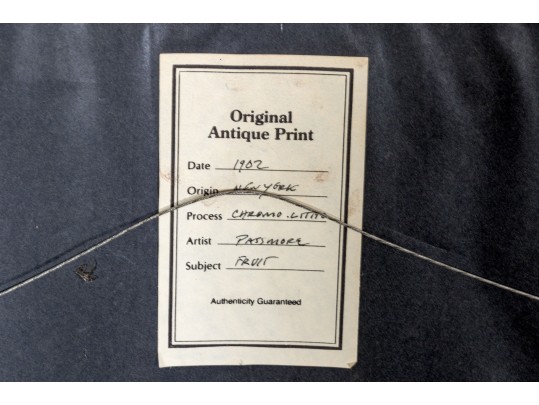 Original
Antique Print
Date 1902
Origin NEW YORK
Process CHROMO-LITHO
Artist PASSMORE
Subject FRUIT
Authenticity Guaranteed